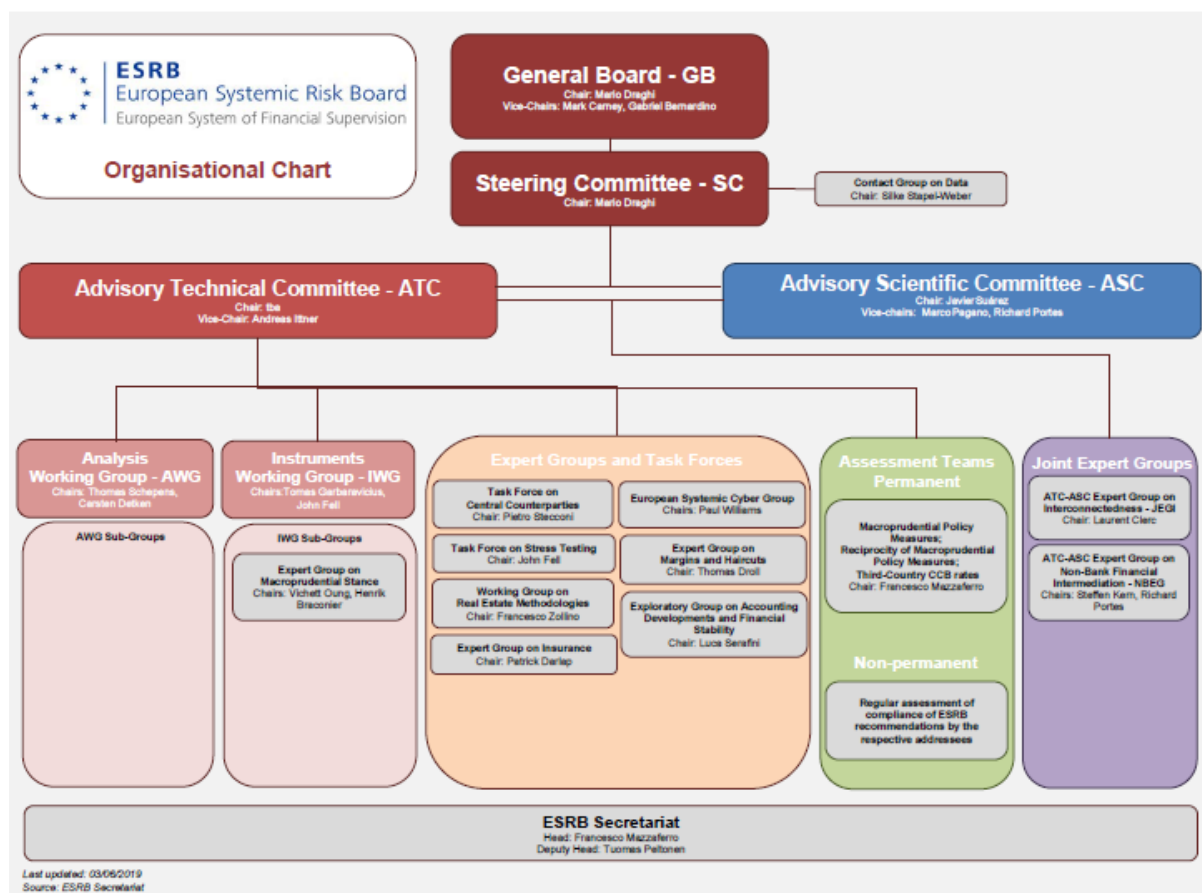 ESRB
European Systemic Risk Board
European System of Financial Supervision
Organisational Chart
General Board - GB
Chair: Mario Draghi
Vice-Chairs: Mark Carney, Gabriel Bernardino
Steering Committee - SC
Chair: Mario Draghi
Contact Group on Data
Chair: Silke Stapel-Weber
Advisory Technical Committee - ATC
Chair: tba
Vice-Chair: Andreas Ittner
Advisory Scientific Committee - ASC
Chair: Javier Suárez
Vice-chairs: Marco Pagano, Richard Portes
Analysis
Working Group - AWG
Chairs: Thomas Schepens,
Carsten Detken
AWG Sub-Groups
Instruments
Working Group - IWG
Chairs:Tomas Garbaravicius,
John Fell
IWG Sub-Groups
Expert Group on
Macroprudential Stance
Chairs: Vichett Oung, Henrik
Braconier
Expert Groups and Task Forces
Task Force on
Central Counterparties
Chair: Pietro Stecconi
Task Force on Stress Testing
Chair: John Fell
Working Group on
Real Estate Methodologies
Chair: Francesco Zollino
Expert Group on Insurance
Chair: Patrick Darlap
European Systemic Cyber Group
Chairs: Paul Williams
Expert Group on
Margins and Haircuts
Chair: Thomas Droll
Exploratory Group on Accounting
Developments and Financial
Stability
Chair: Luca Serafini
Assessment Teams
Permanent
Macroprudential Policy
Measures;
Reciprocity of Macroprudential
Policy Measures;
Third-Country CCB rates
Chair: Francesco Mazzaferro
Non-permanent
Regular assessment of
compliance of ESRB
recommendations by the
respective addressees
Joint Expert Groups
ATC-ASC Expert Group on
Interconnectedness - JEGI
Chair: Laurent Clerc
ATC-ASC Expert Group on
Non-Bank Financial
Intermediation - NBEG
Chairs: Steffen Kern, Richard
Portes
ESRB Secretariat
Head: Francesco Mazzaferro
Deputy Head: Tuomas Peltonen
Last updated: 03/06/2019
Source: ESRB Secretariat